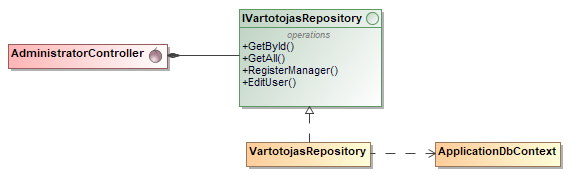 IVartotojasRepository
operations
+GetById()
+GetAll()
+RegisterManager()
+EditUser()
AdministratorController
VartotojasRepository
ApplicationDbContext